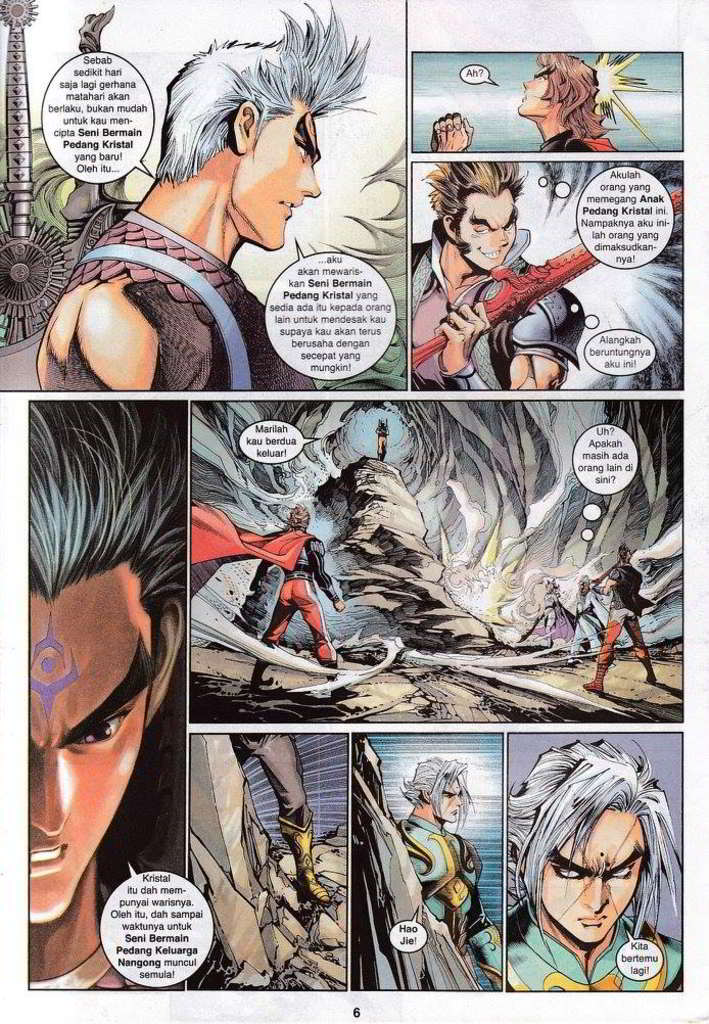 Sebab
sedikit hari
saja lagi gerhana
matahari akan
berlaku, bukan mudah
untuk kau men-
cipta Seni Bermain
Pedang Kristal
yang baru!
Oleh itu...
...aku
akan mewaris-
kan Seni Bermain
Pedang Kristal yang
sedia ada itu kepada orang
lain untuk mendesak kau
supaya kau akan terus
berusaha dengan
secepat yang
mungkin!
Ah?
Akulah
orang yang
memegang Anak
Pedang Kristal ini.
Nampaknya aku ini-
lah orang yang
dimaksudkan-
nya!
Alangkah
beruntungnya
aku ini!
Marilah
kau berdua
keluar!
Uh?
Apakah
masih ada
orang lain di
sini?
Kristal
itu dah mem-
punyai warisnya.
Oleh itu, dah sampai
waktunya untuk
Seni Bermain
Pedang Keluarga
Nangong muncul
semula!
Hao
Jie!
Kita
bertemu
lagi!
6